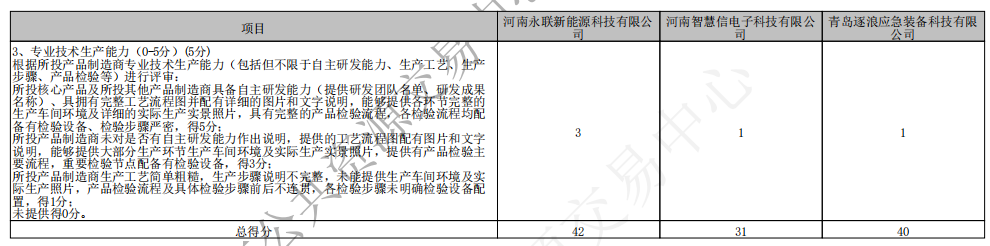 项目
河南永联新能源科技有限公
司
河南智慧信电子科技有限公
司
青岛逐浪应急装备科技有限
公司
3、专业技术生产能力（0-5分）(5分)
根据所投产品制造商专业技术生产能力（包括但不限于自主研发能力、生产工艺、生产
步骤、产品检验等）进行评审：
所投核心产品及所投其他产品制造商具备自主研发能力（提供研发团队名单、研发成果
名称）、具拥有完整工艺流程图并配有详细的图片和文字说明，能够提供各环节完整的
生产车间环境及详细的实际生产实景照片，具有完整的产品检验流程，各检验流程均配
备有检验设备、检验步骤严密，得5分；
所投产品制造商未对是否有自主研发能力作出说明，提供的工艺流程图配有图片和文字
说明，能够提供大部分生产环节生产车间环境及实际生产实景照片，提供有产品检验主
要流程，重要检验节点配备有检验设备，得3分；
所投产品制造商生产工艺简单粗糙，生产步骤说明不完整，未能提供生产车间环境及实
际生产照片，产品检验流程及具体检验步骤前后不连贯，各检验步骤未明确检验设备配
置，得1分；
未提供得0分。
3
1
1
总得分
42
31
40
公共资源交易中心
交易中心